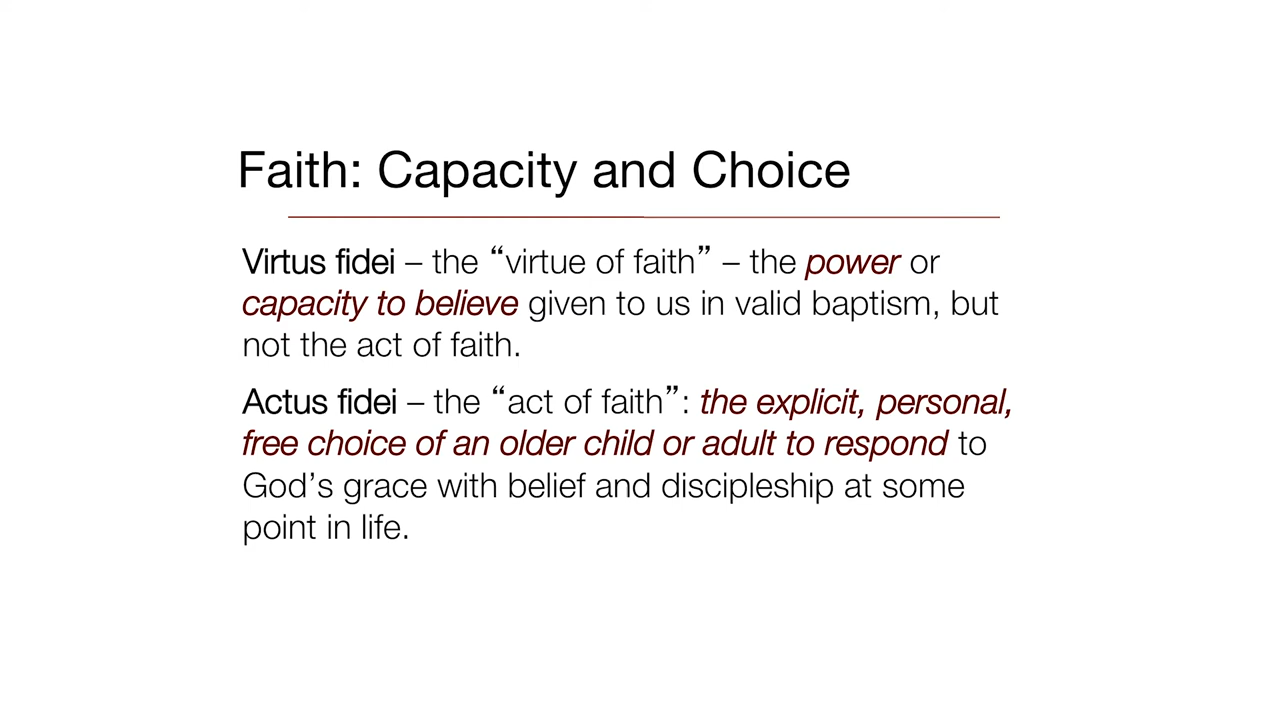 Faith: Capacity and Choice
Virtus fidei – the “virtue of faith” – the power or
capacity to believe given to us in valid baptism, but
not the act of faith.
Actus fidei – the “act of faith”: the explicit, personal,
free choice of an older child or adult to respond to
God’s grace with belief and discipleship at some
point in life.